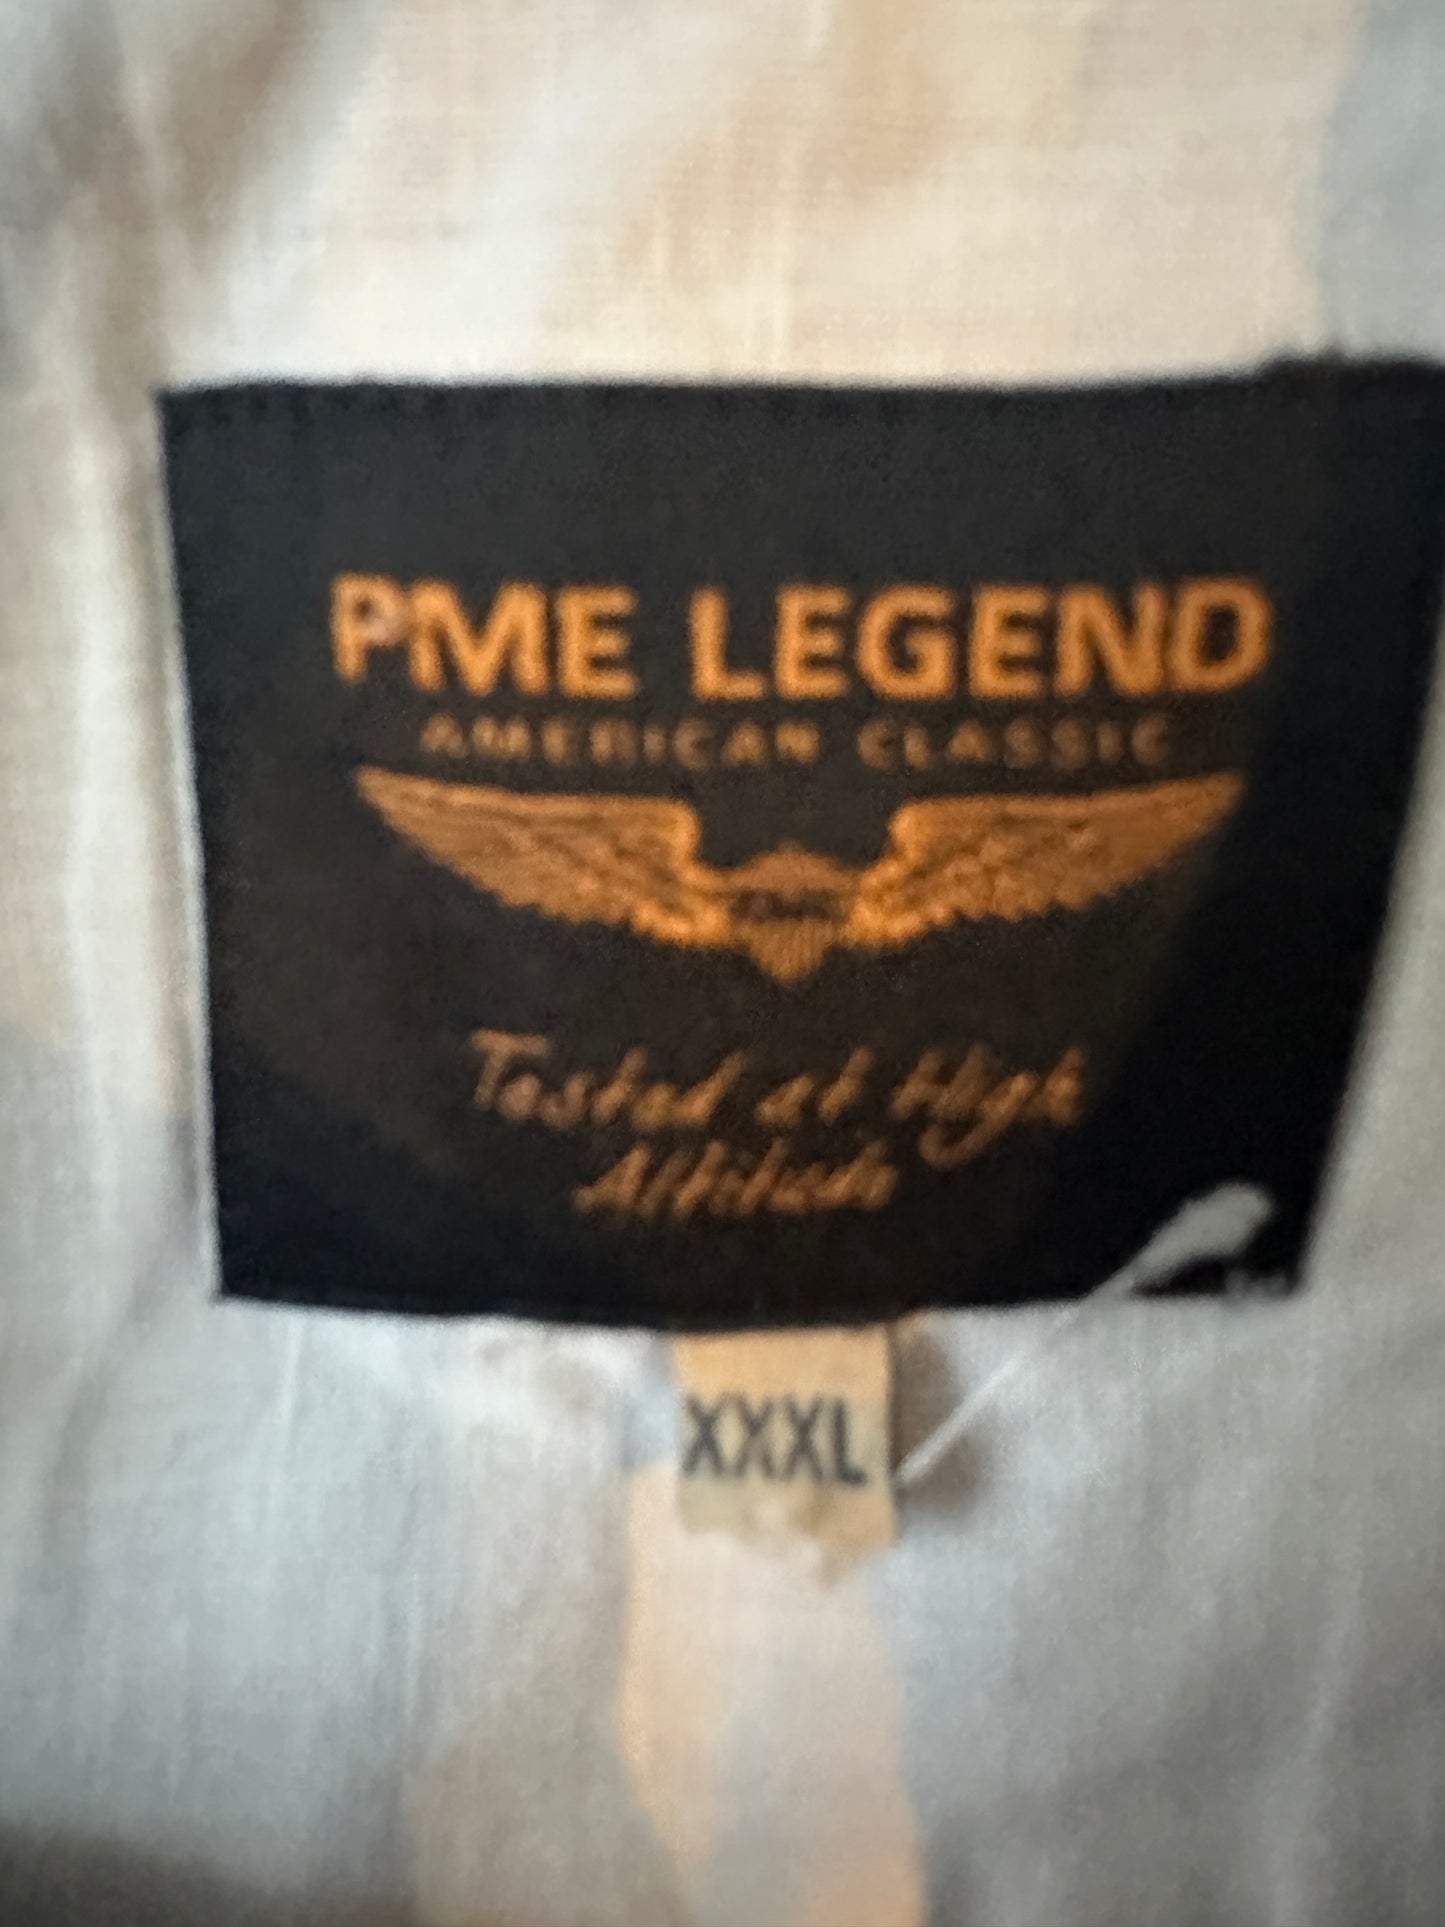 PME LEGEND
AMERICAN CLASSIC
Tested at High
Altitude
XXXL